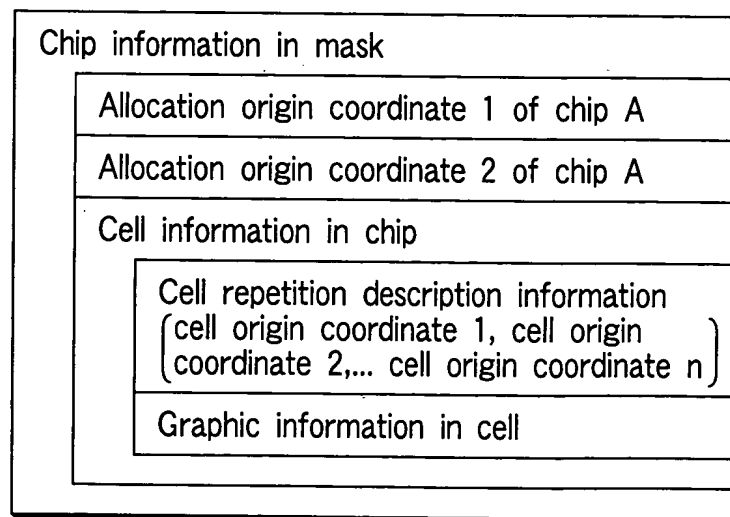 Chip information in mask
Allocation origin coordinate 1 of chip A
Allocation origin coordinate 2 of chip A
Cell information in chip
Cell repetition description information
(cell origin coordinate 1, cell origin
coordinate 2,... cell origin coordinate n)
Graphic information in cell